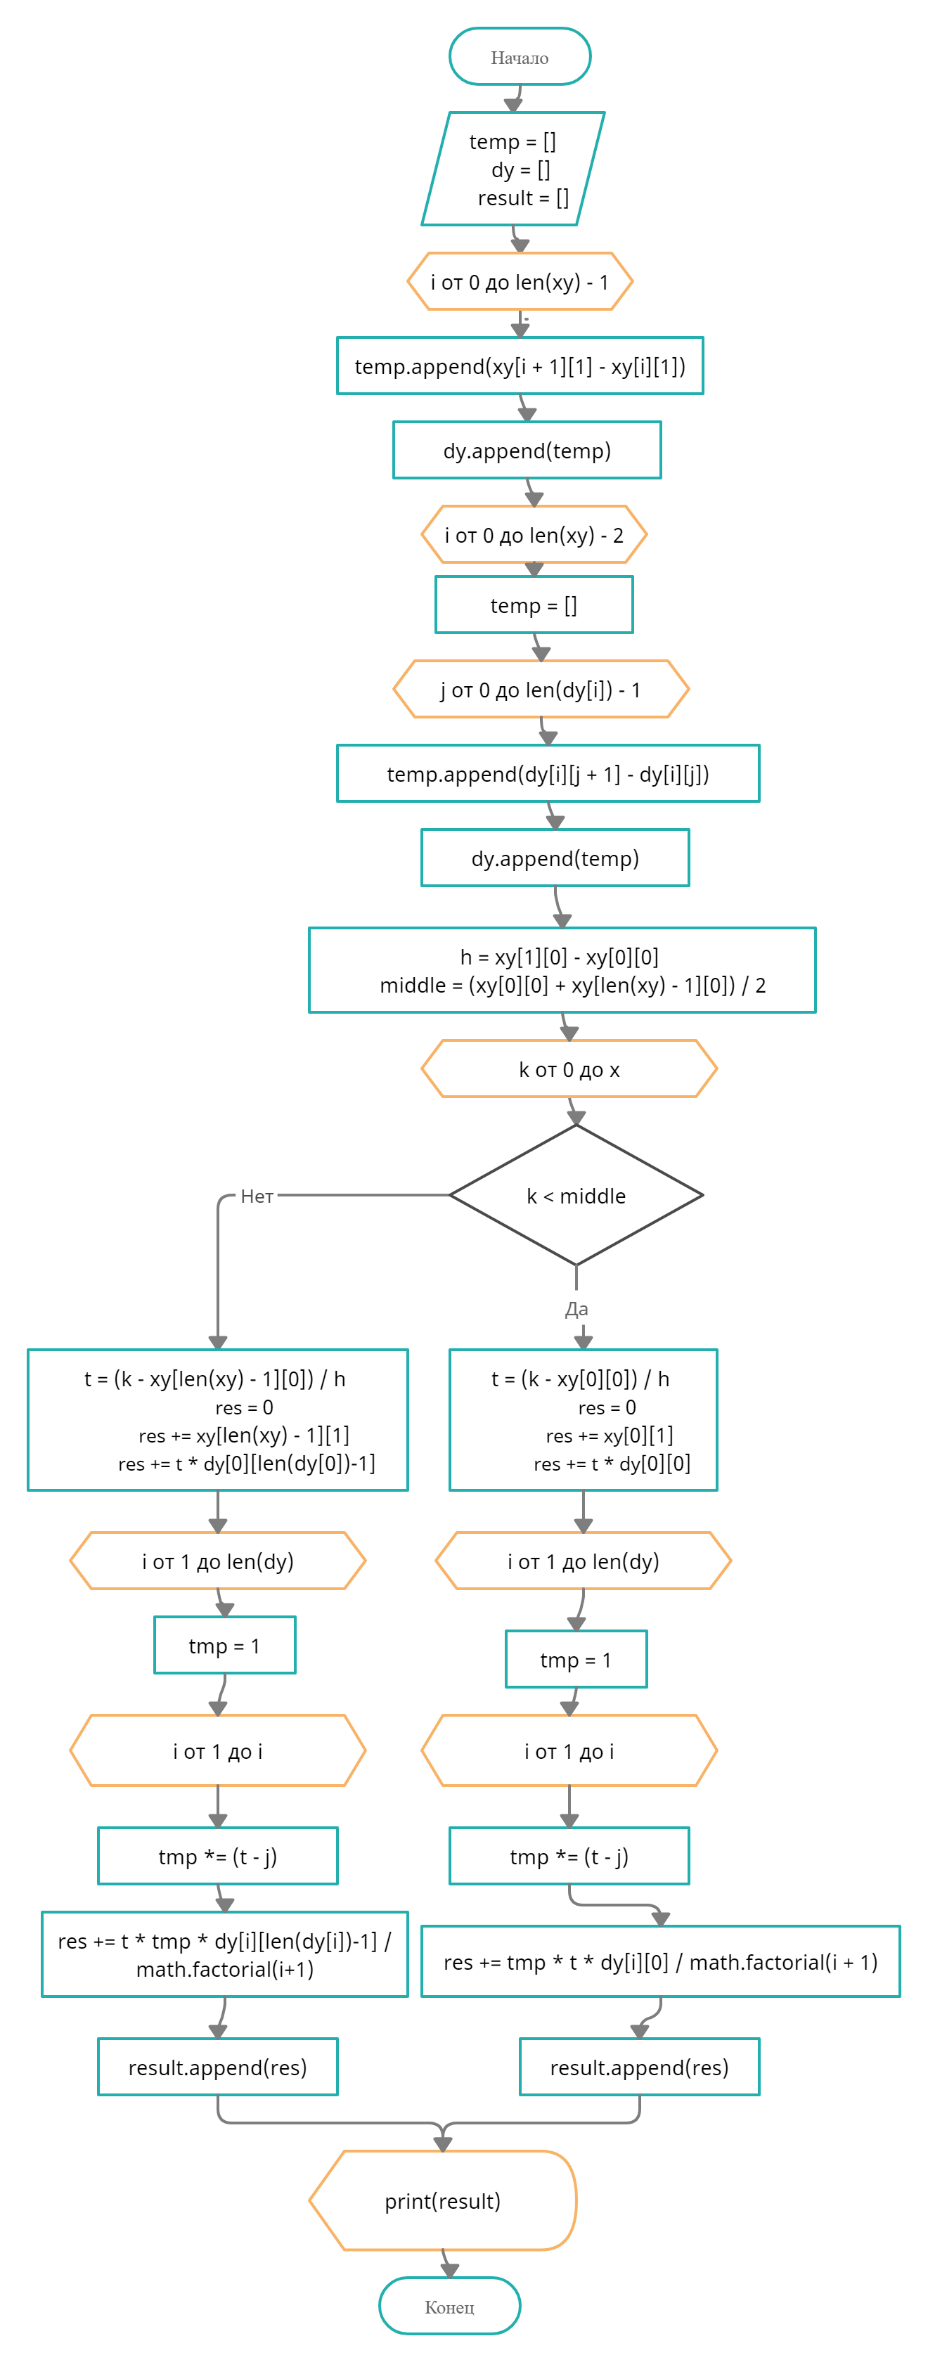 Начало
temp = []
dy = []
result = []
i от 0 до len(xy) - 1
temp.append(xy[i + 1][1] - xy[i][1])
dy.append(temp)
i от 0 до len(xy) - 2
temp = []
j от 0 до len(dy[i]) - 1
temp.append(dy[i][j + 1] - dy[i][j])
dy.append(temp)
h = xy[1][0] - xy[0][0]
middle = (xy[0][0] + xy[len(xy) - 1][0]) / 2
k от 0 до x
k < middle
Нет
Да
t = (k - xy[len(xy) - 1][0]) / h
res = 0
res += xy[len(xy) - 1][1]
res += t * dy[0][len(dy[0])-1]
i от 1 до len(dy)
tmp = 1
i от 1 до i
tmp *= (t - j)
res += t * tmp * dy[i][len(dy[i])-1] /
math.factorial(i+1)
result.append(res)
t = (k - xy[0][0]) / h
res = 0
res += xy[0][1]
res += t * dy[0][0]
i от 1 до len(dy)
tmp = 1
i от 1 до i
tmp *= (t - j)
res += tmp * t * dy[i][0] / math.factorial(i + 1)
result.append(res)
print(result)
Конец